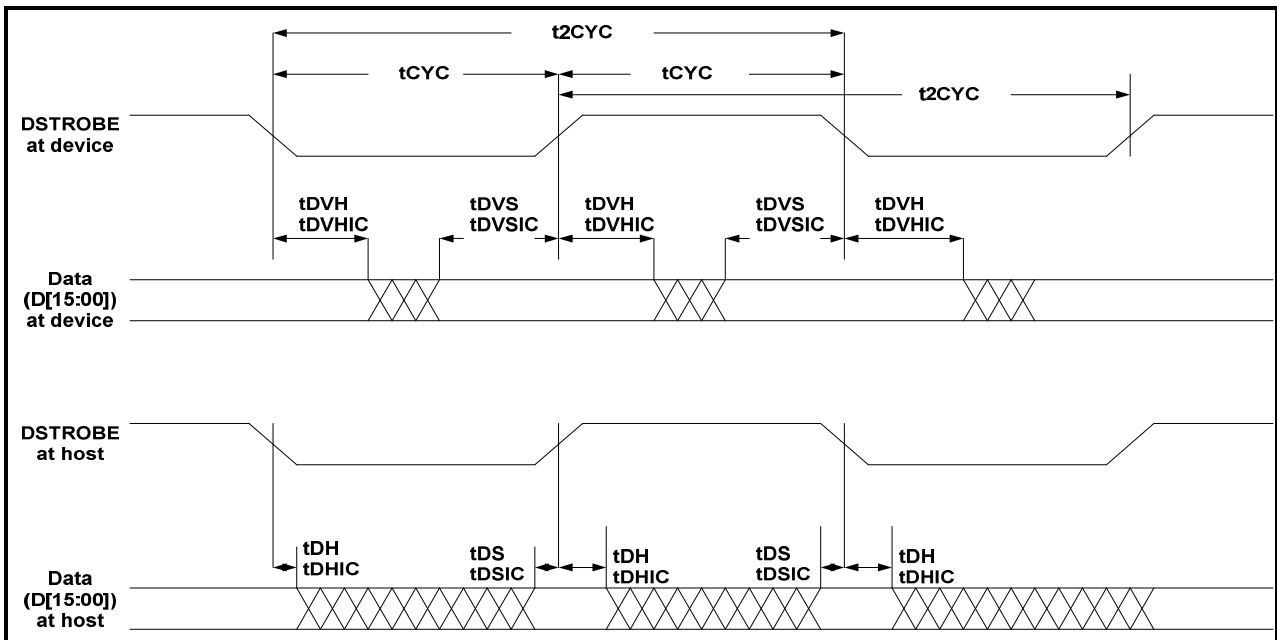 t2CYC
tCYC
tCYC
t2CYC
DSTROBE
at device
tDVH
tDVHIC
tDVS
tDVSIC
tDVH
tDVHIC
tDVS
tDVSIC
tDVH
tDVHIC
Data
(D[15:00])
at device
DSTROBE
at host
tDH
tDHIC
tDS
tDSIC
tDH
tDHIC
tDS
tDSIC
tDH
tDHIC
Data
(D[15:00])
at host